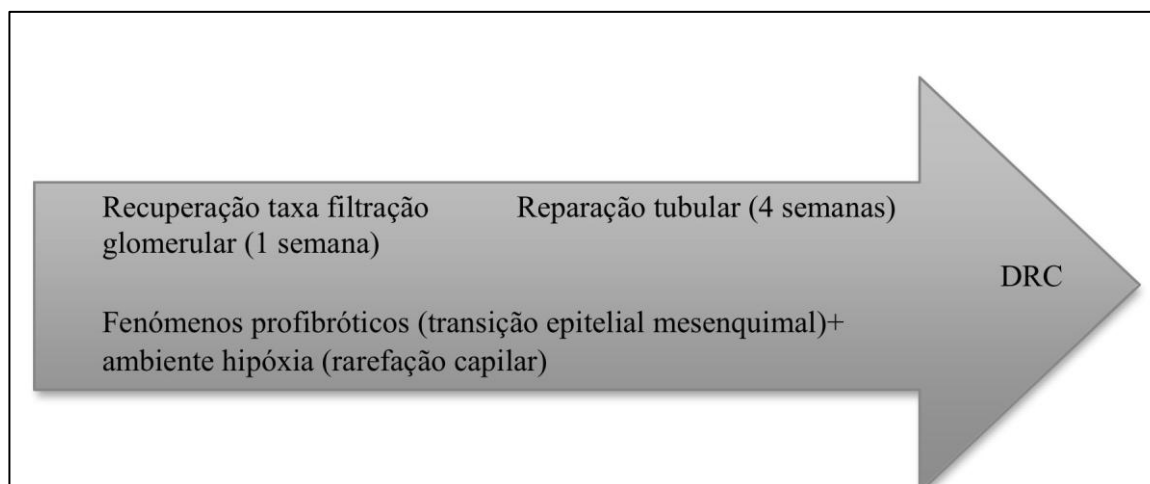 Recuperação taxa filtração
glomerular (1 semana)
Reparação tubular (4 semanas)
DRC
Fenómenos profibróticos (transição epitelial mesenquimal)+
ambiente hipóxia (rarefação capilar)